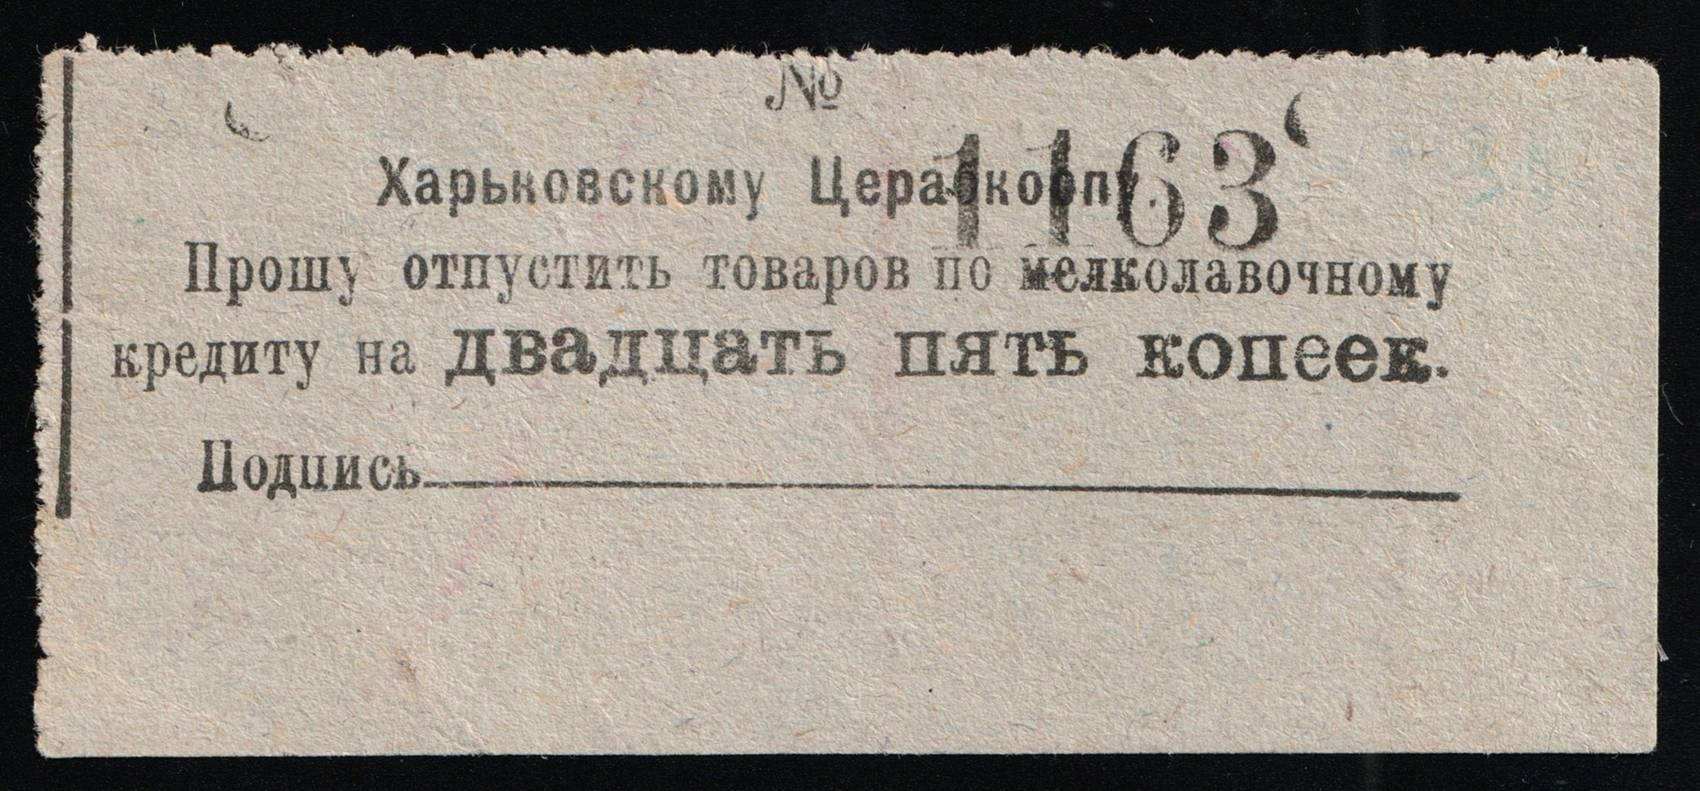 №
1163
Харьковскому Церабкоопу.
Прошу отпустить товаров по мелколавочному
кредиту на двадцать пять копеек.
Подпись